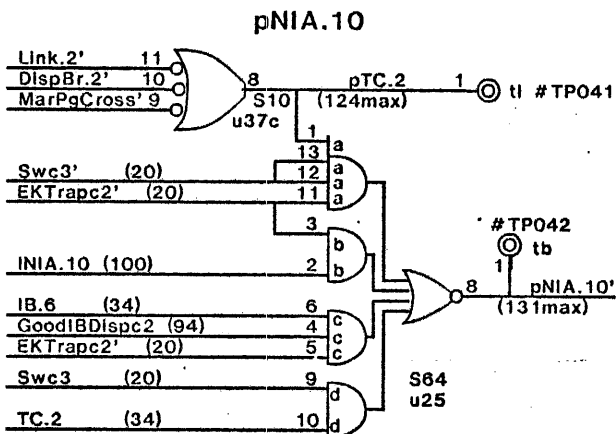 pNIA.10
Link.2' 11
DispBr.2' 10
MarPgCross' 9
8
S10
u37c
pTC.2
(124max)
1
tl #TP041
1
13
Swc3' (20) 12
EKTrapc2' (20) 11
a
a
a
a
3
INIA.10 (100) 2
b
b
#TP042
tb
1
8
pNIA.10'
(131max)
IB.6 (34) 6
GoodIBDispc2 (94) 4
EKTrapc2' (20) 5
c
c
c
Swc3 (20) 9
TC.2 (34) 10
d
d
S64
u25